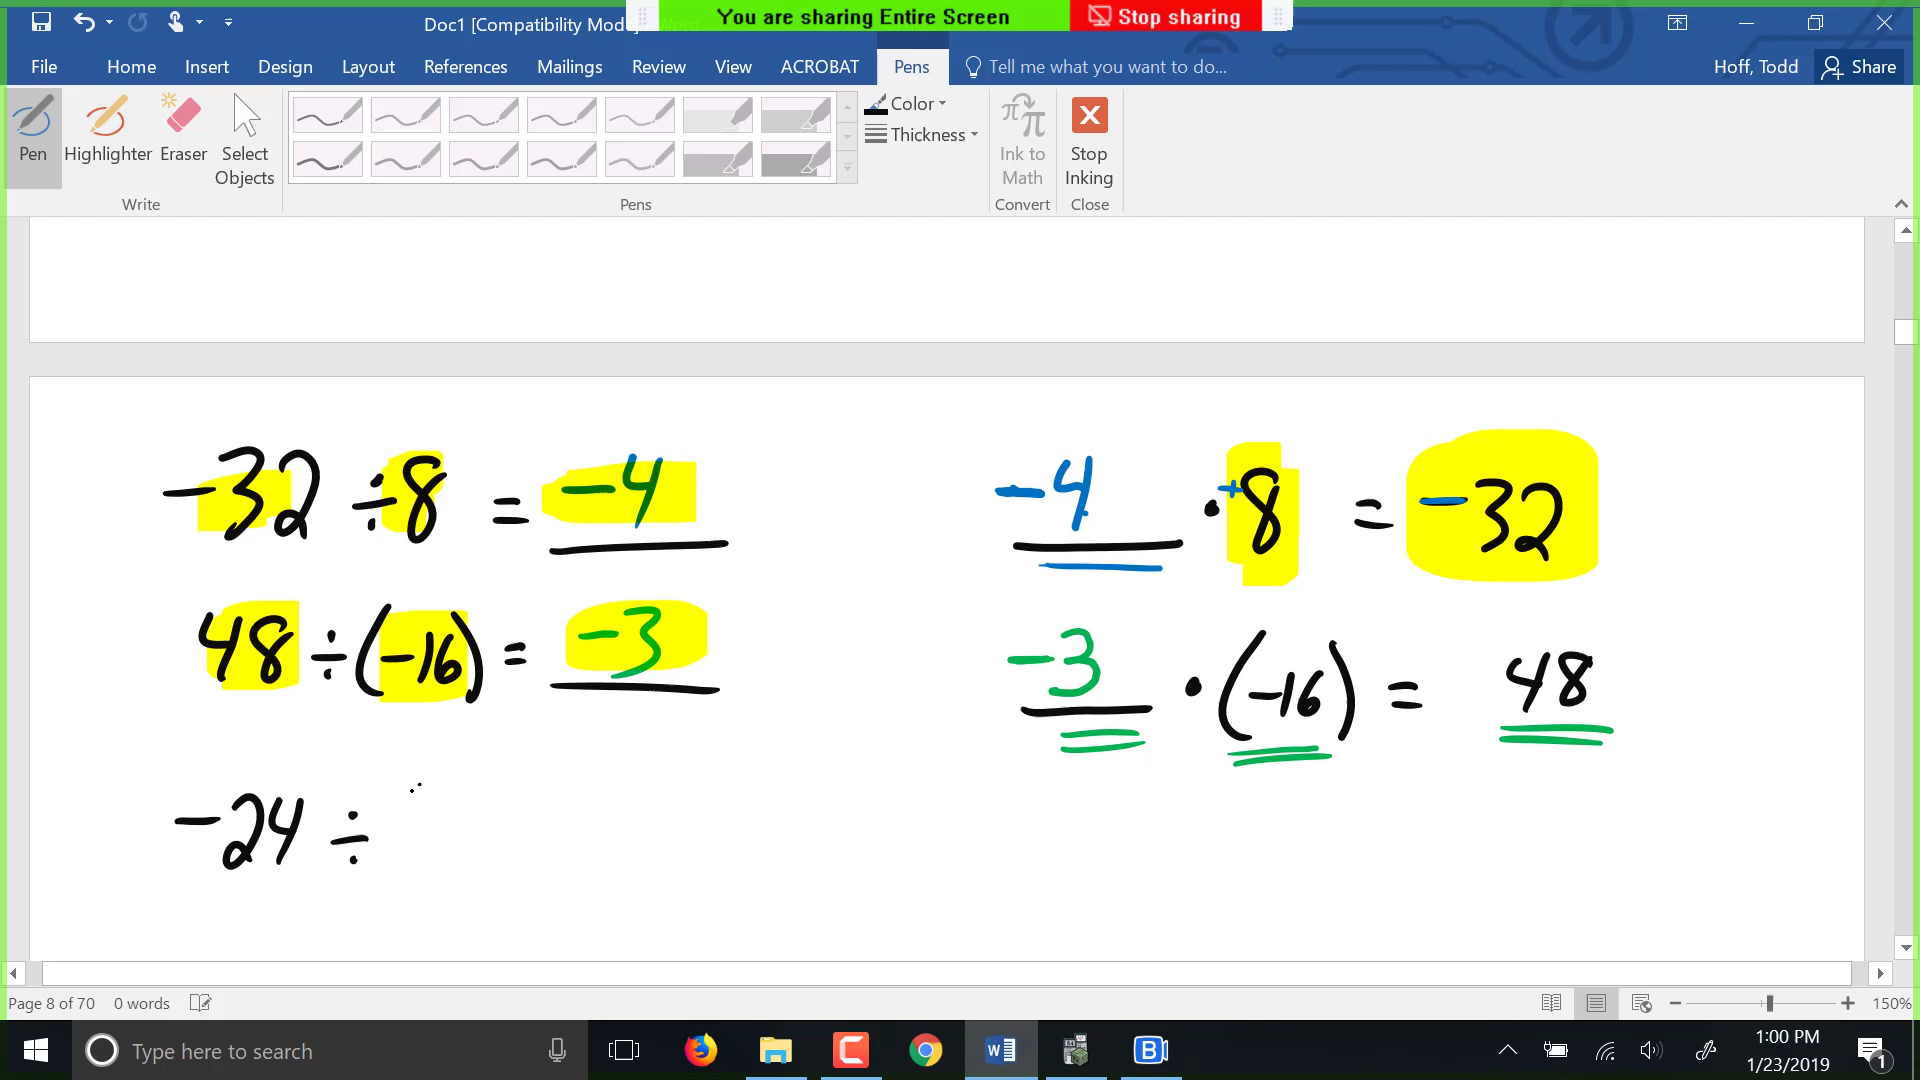 Doc1 [Compatibility Mod
You are sharing Entire Screen
Stop sharing
File Home Insert Design Layout References Mailings Review View ACROBAT Pens Tell me what you want to do... Hoff, Todd Share
Pen Highlighter Eraser Select Objects
Color
Thickness
Ink to Math
Stop Inking
Write Pens Convert Close
-32 ÷ 8 = -4
-4 • +8 = -32
48 ÷ (-16) = -3
-3 • (-16) = 48
-24 ÷
Page 8 of 70 0 words 150%
Type here to search
1:00 PM
1/23/2019
1